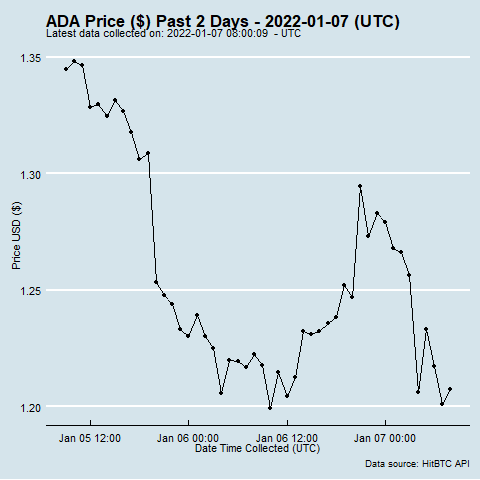 ADA Price ($) Past 2 Days - 2022-01-07 (UTC)
Latest data collected on: 2022-01-07 08:00:09 - UTC
1.35
1.30
1.25
1.20
Price USD ($)
Jan 05 12:00
Jan 06 00:00
Jan 06 12:00
Jan 07 00:00
Date Time Collected (UTC)
Data source: HitBTC API